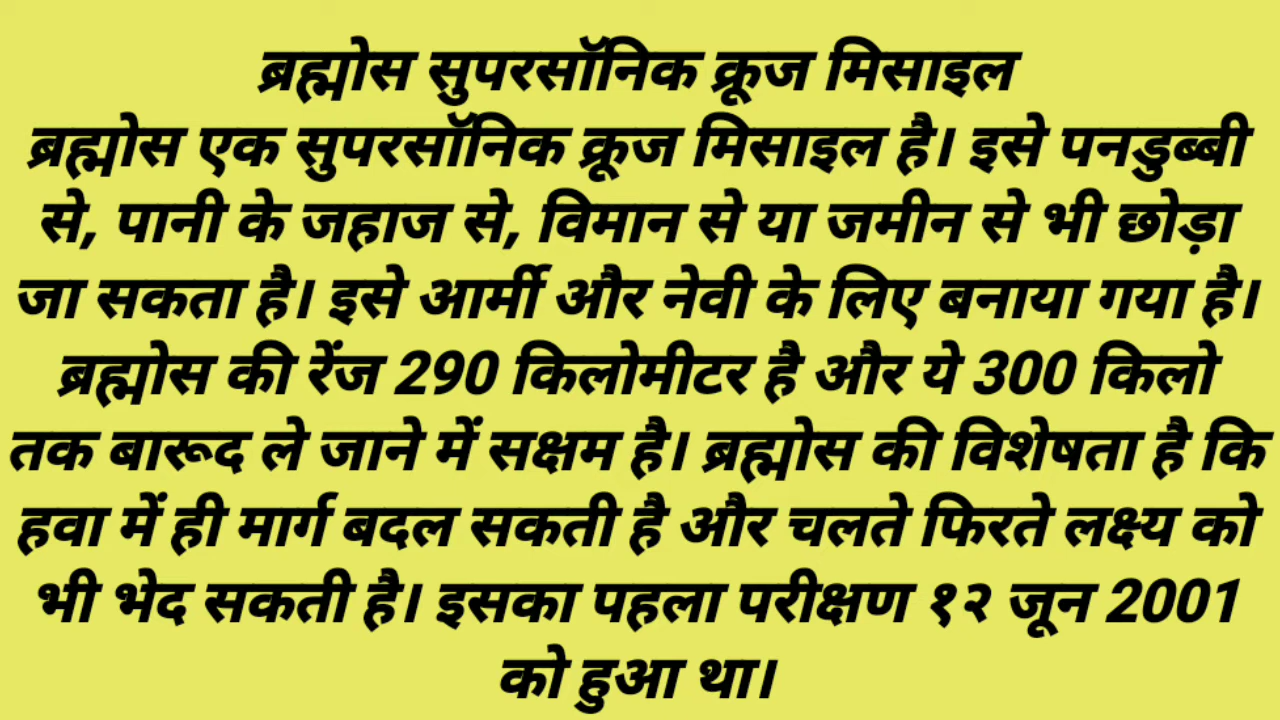 ब्रह्मोस सुपरसॉनिक क्रूज मिसाइल
ब्रह्मोस एक सुपरसॉनिक क्रूज मिसाइल है। इसे पनडुब्बी
से, पानी के जहाज से, विमान से या जमीन से भी छोड़ा
जा सकता है। इसे आर्मी और नेवी के लिए बनाया गया है।
ब्रह्मोस की रेंज 290 किलोमीटर है और ये 300 किलो
तक बारूद ले जाने में सक्षम है। ब्रह्मोस की विशेषता है कि
हवा में ही मार्ग बदल सकती है और चलते फिरते लक्ष्य को
भी भेद सकती है। इसका पहला परीक्षण १२ जून 2001
को हुआ था।